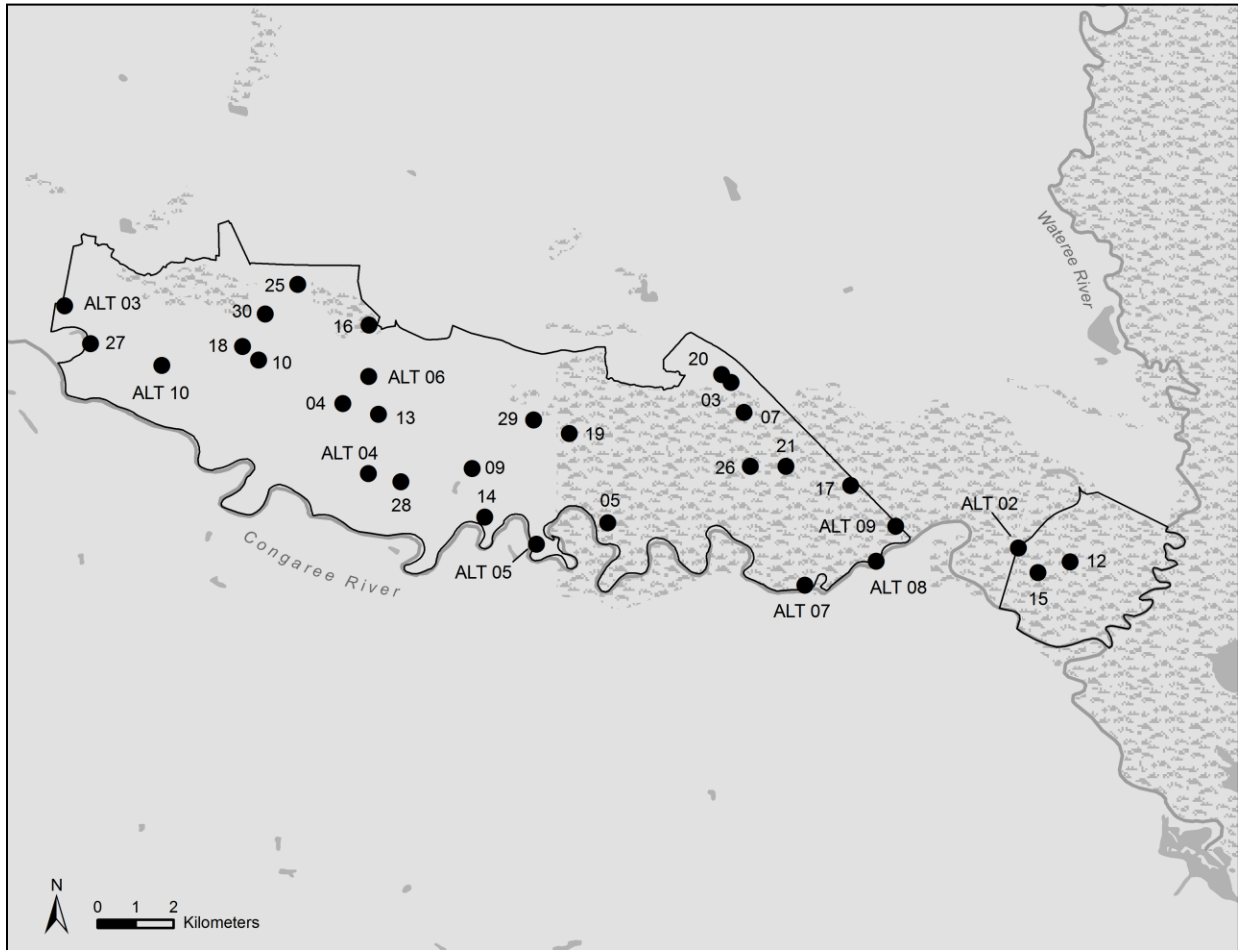 Wateree River
25
ALT 03
30
16
27
18
10
ALT 10
ALT 06
20
03
04
13
07
29
19
ALT 04
09
26
21
28
17
14
05
ALT 09
ALT 02
Congaree River
ALT 05
ALT 08
12
15
ALT 07
N
0 1 2
Kilometers